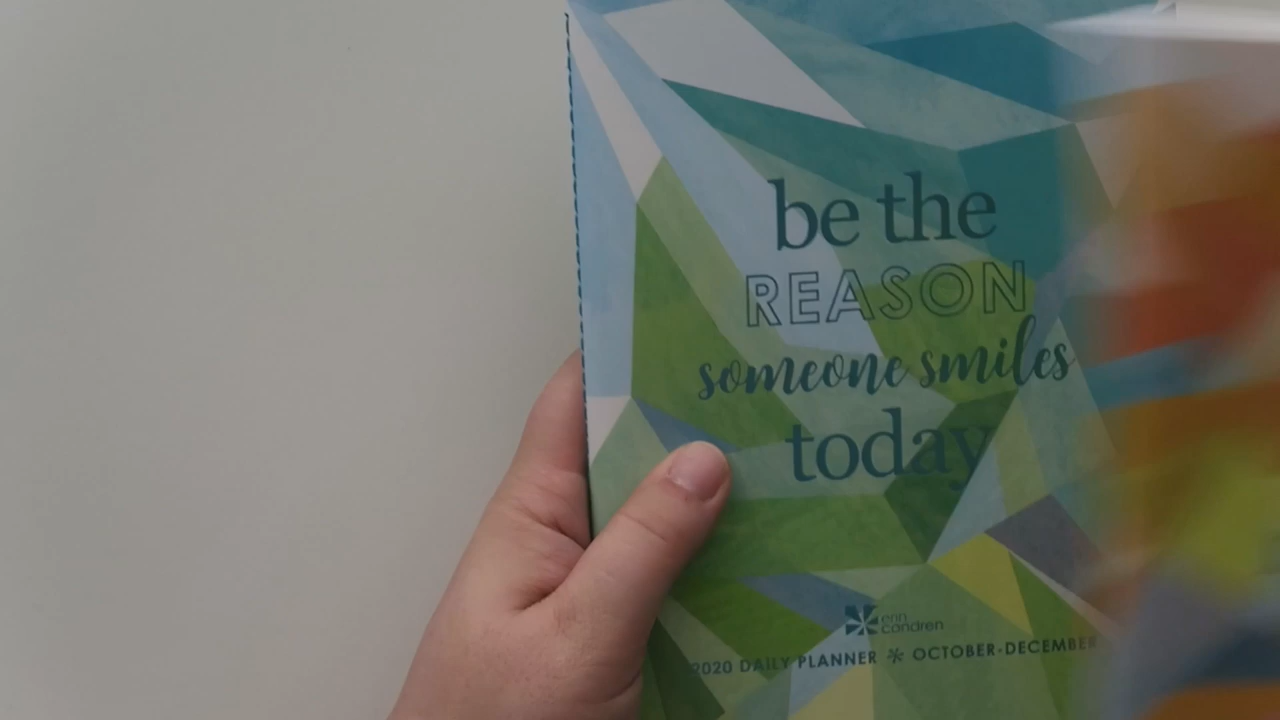 be the
REASON
someone smiles
today
erin
condren
2020 DAILY PLANNER * OCTOBER-DECEMBER